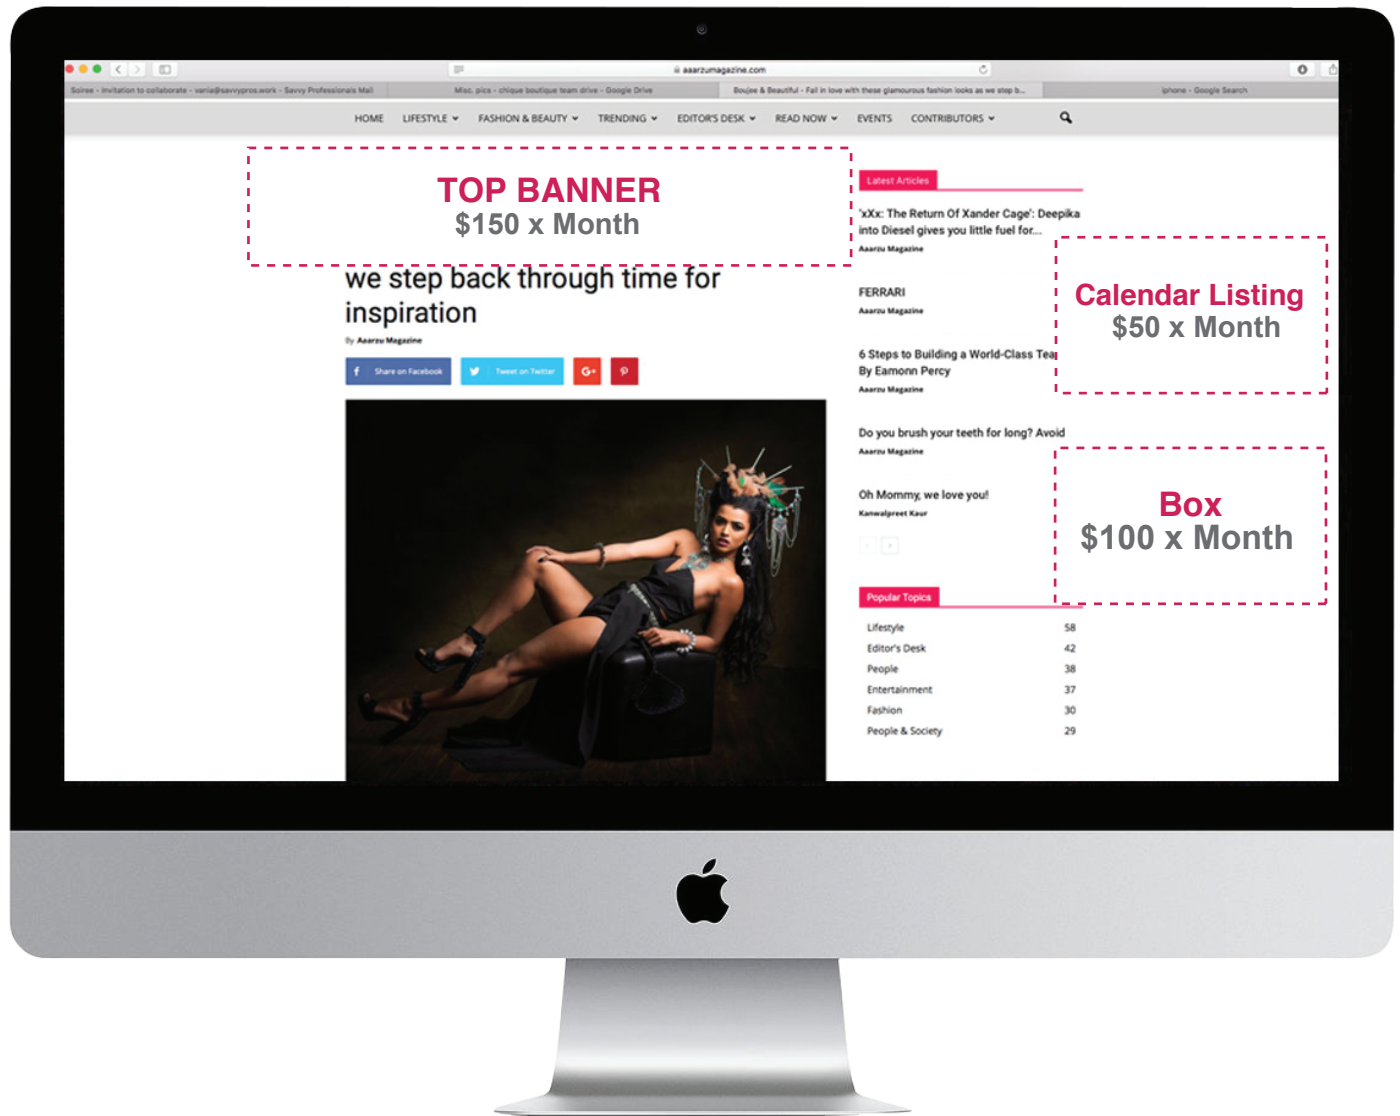 aaarzumagazine.com
Soiree - Invitation to collaborate - vania@savvypros.work - Savvy Professionals Mail
Misc. pics - chique boutique team drive - Google Drive
Boujee & Beautiful - Fall in love with these glamourous fashion looks as we step b...
iphone - Google Search
HOME LIFESTYLE FASHION & BEAUTY TRENDING EDITOR'S DESK READ NOW EVENTS CONTRIBUTORS
TOP BANNER
$150 x Month
we step back through time for
inspiration
By Aaarzu Magazine
Share on Facebook
Tweet on Twitter
G+
Latest Articles
'xXx: The Return Of Xander Cage': Deepika
into Diesel gives you little fuel for...
Aaarzu Magazine
FERRARI
Aaarzu Magazine
6 Steps to Building a World-Class Tea
By Eamonn Percy
Aaarzu Magazine
Do you brush your teeth for long? Avoid
Aaarzu Magazine
Oh Mommy, we love you!
Kanwalpreet Kaur
Calendar Listing
$50 x Month
Box
$100 x Month
Popular Topics
Lifestyle 58
Editor's Desk 42
People 38
Entertainment 37
Fashion 30
People & Society 29